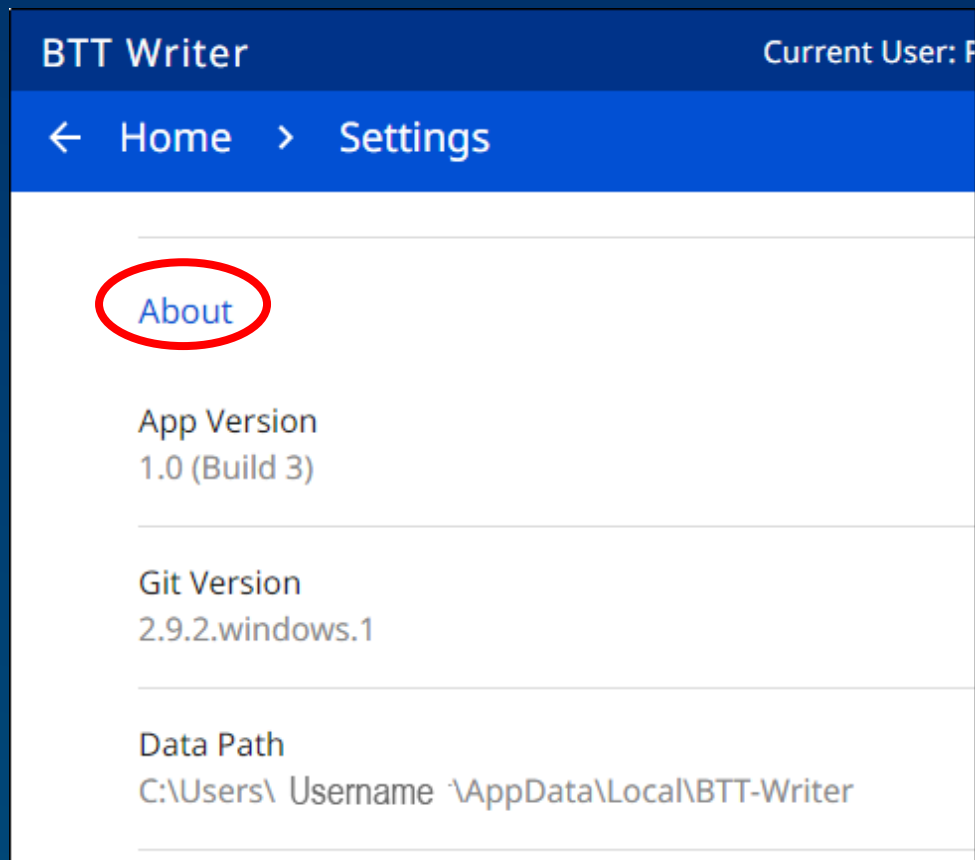 BTT Writer
Current User:
← Home > Settings
About
App Version
1.0 (Build 3)
Git Version
2.9.2.windows.1
Data Path
C:\Users\ Username \AppData\Local\BTT-Writer